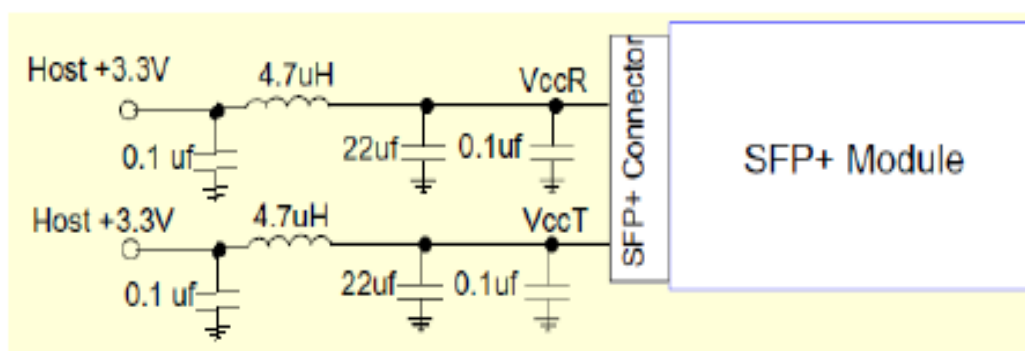 Host +3.3V
4.7uH
VccR
0.1 uf
22uf
0.1uf
Host +3.3V
4.7uH
VccT
0.1 uf
22uf
0.1uf
SFP+ Connector
SFP+ Module